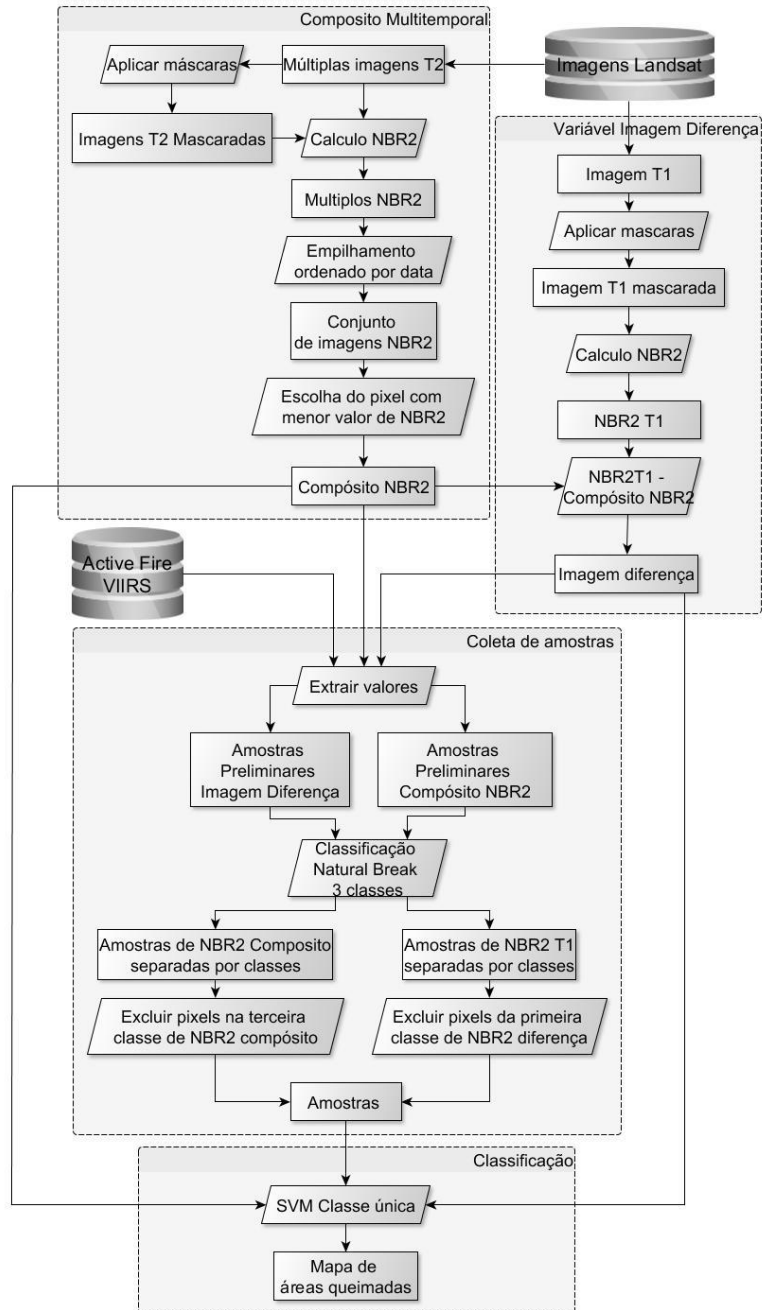 Composito Multitemporal
Aplicar máscaras
Múltiplas imagens T2
Imagens Landsat
Imagens T2 Mascaradas
Calculo NBR2
Multiplos NBR2
Empilhamento
ordenado por data
Conjunto
de imagens NBR2
Escolha do pixel com
menor valor de NBR2
Compósito NBR2
Variável Imagem Diferença
Imagem T1
Aplicar mascaras
Imagem T1 mascarada
Calculo NBR2
NBR2 T1
NBR2T1 -
Compósito NBR2
Imagem diferença
Active Fire
VIIRS
Coleta de amostras
Extrair valores
Amostras
Preliminares
Imagem Diferença
Amostras
Preliminares
Compósito NBR2
Classificação
Natural Break
3 classes
Amostras de NBR2 Composito
separadas por classes
Amostras de NBR2 T1
separadas por classes
Excluir pixels na terceira
classe de NBR2 compósito
Excluir pixels da primeira
classe de NBR2 diferença
Amostras
Classificação
SVM Classe única
Mapa de
áreas queimadas